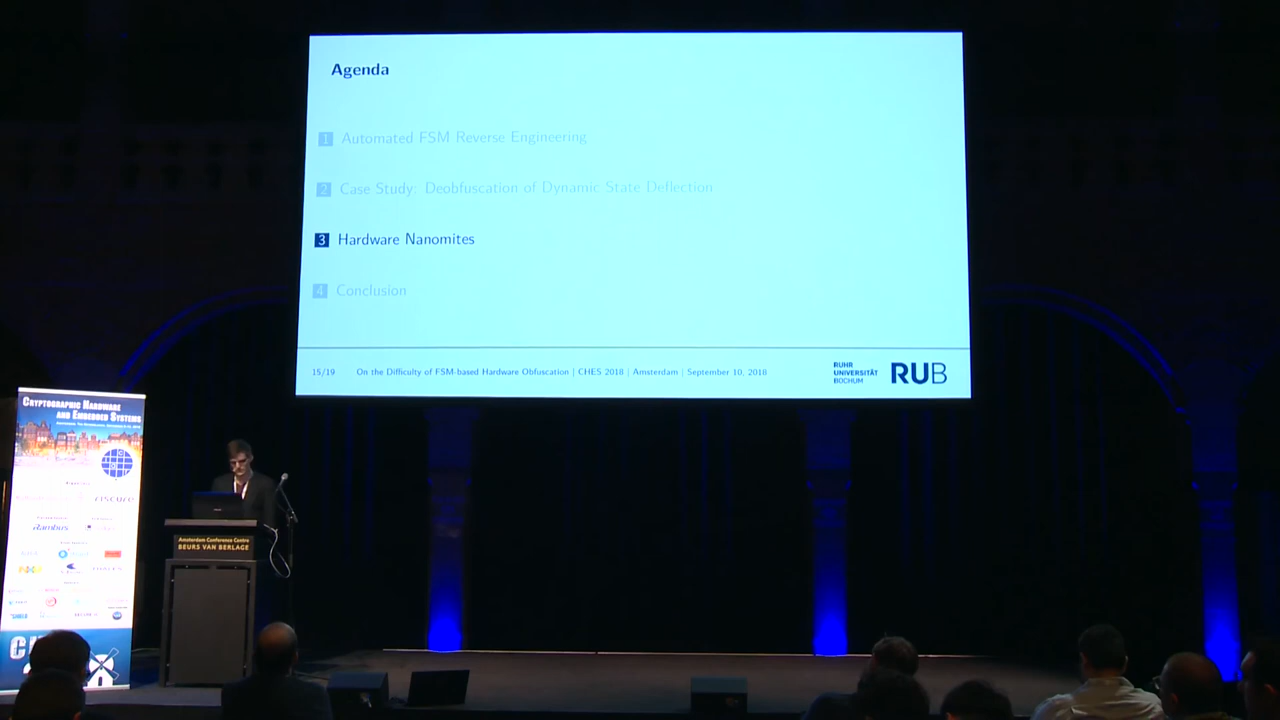 Agenda
1 Automated FSM Reverse Engineering
2 Case Study: Deobfuscation of Dynamic State Deflection
3 Hardware Nanomites
4 Conclusion
15/19 On the Difficulty of FSM-based Hardware Obfuscation | CHES 2018 | Amsterdam | September 10, 2018
RUHR
UNIVERSITÄT
BOCHUM
RUB
CRYPTOGRAPHIC HARDWARE
AND EMBEDDED SYSTEMS
riscure
Rambus
Amsterdam Conference Centre
BEURS VAN BERLAGE